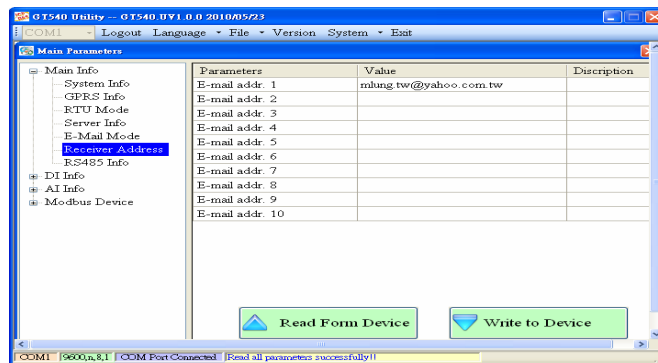 GT540 Utility -- GT540.UV1.0.0 2010/05/23
COM1 Logout Language File Version System Exit
Main Parameters
Main Info
System Info
GPRS Info
RTU Mode
Server Info
E-Mail Mode
Receiver Address
RS485 Info
DI Info
AI Info
Modbus Device
Parameters Value Discription
E-mail addr. 1 mlung.tw@yahoo.com.tw
E-mail addr. 2
E-mail addr. 3
E-mail addr. 4
E-mail addr. 5
E-mail addr. 6
E-mail addr. 7
E-mail addr. 8
E-mail addr. 9
E-mail addr. 10
Read Form Device Write to Device
COM1 9600,n,8,1 COM Port Connected Read all parameters successfully!!